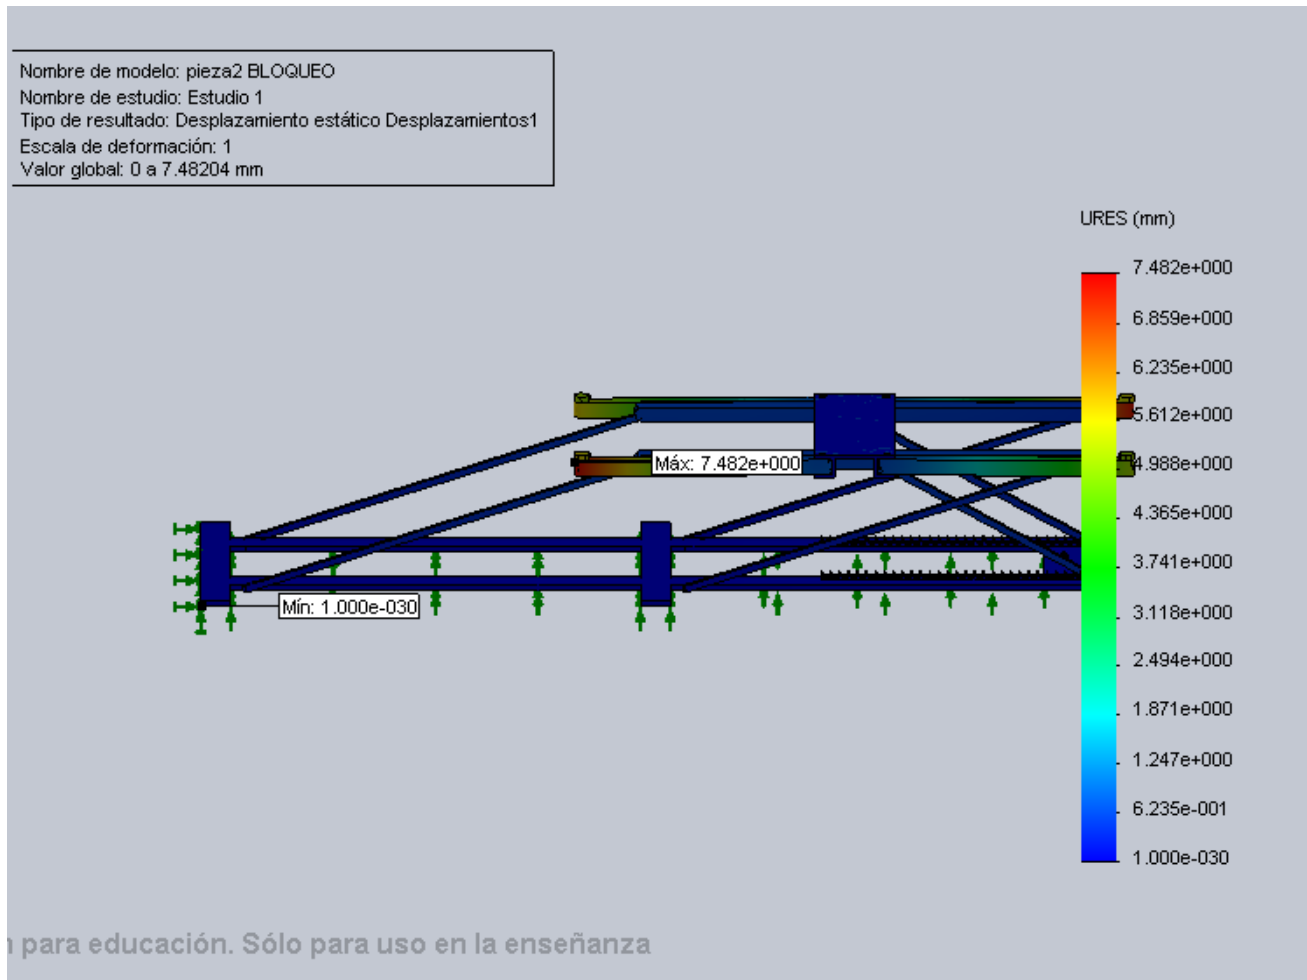 Nombre de modelo: pieza2 BLOQUEO
Nombre de estudio: Estudio 1
Tipo de resultado: Desplazamiento estático Desplazamientos1
Escala de deformación: 1
Valor global: 0 a 7.48204 mm
URES (mm)
7.482e+000
6.859e+000
6.235e+000
5.612e+000
4.988e+000
4.365e+000
3.741e+000
3.118e+000
2.494e+000
1.871e+000
1.247e+000
6.235e-001
1.000e-030
Máx: 7.482e+000
Mín: 1.000e-030
para educación. Sólo para uso en la enseñanza